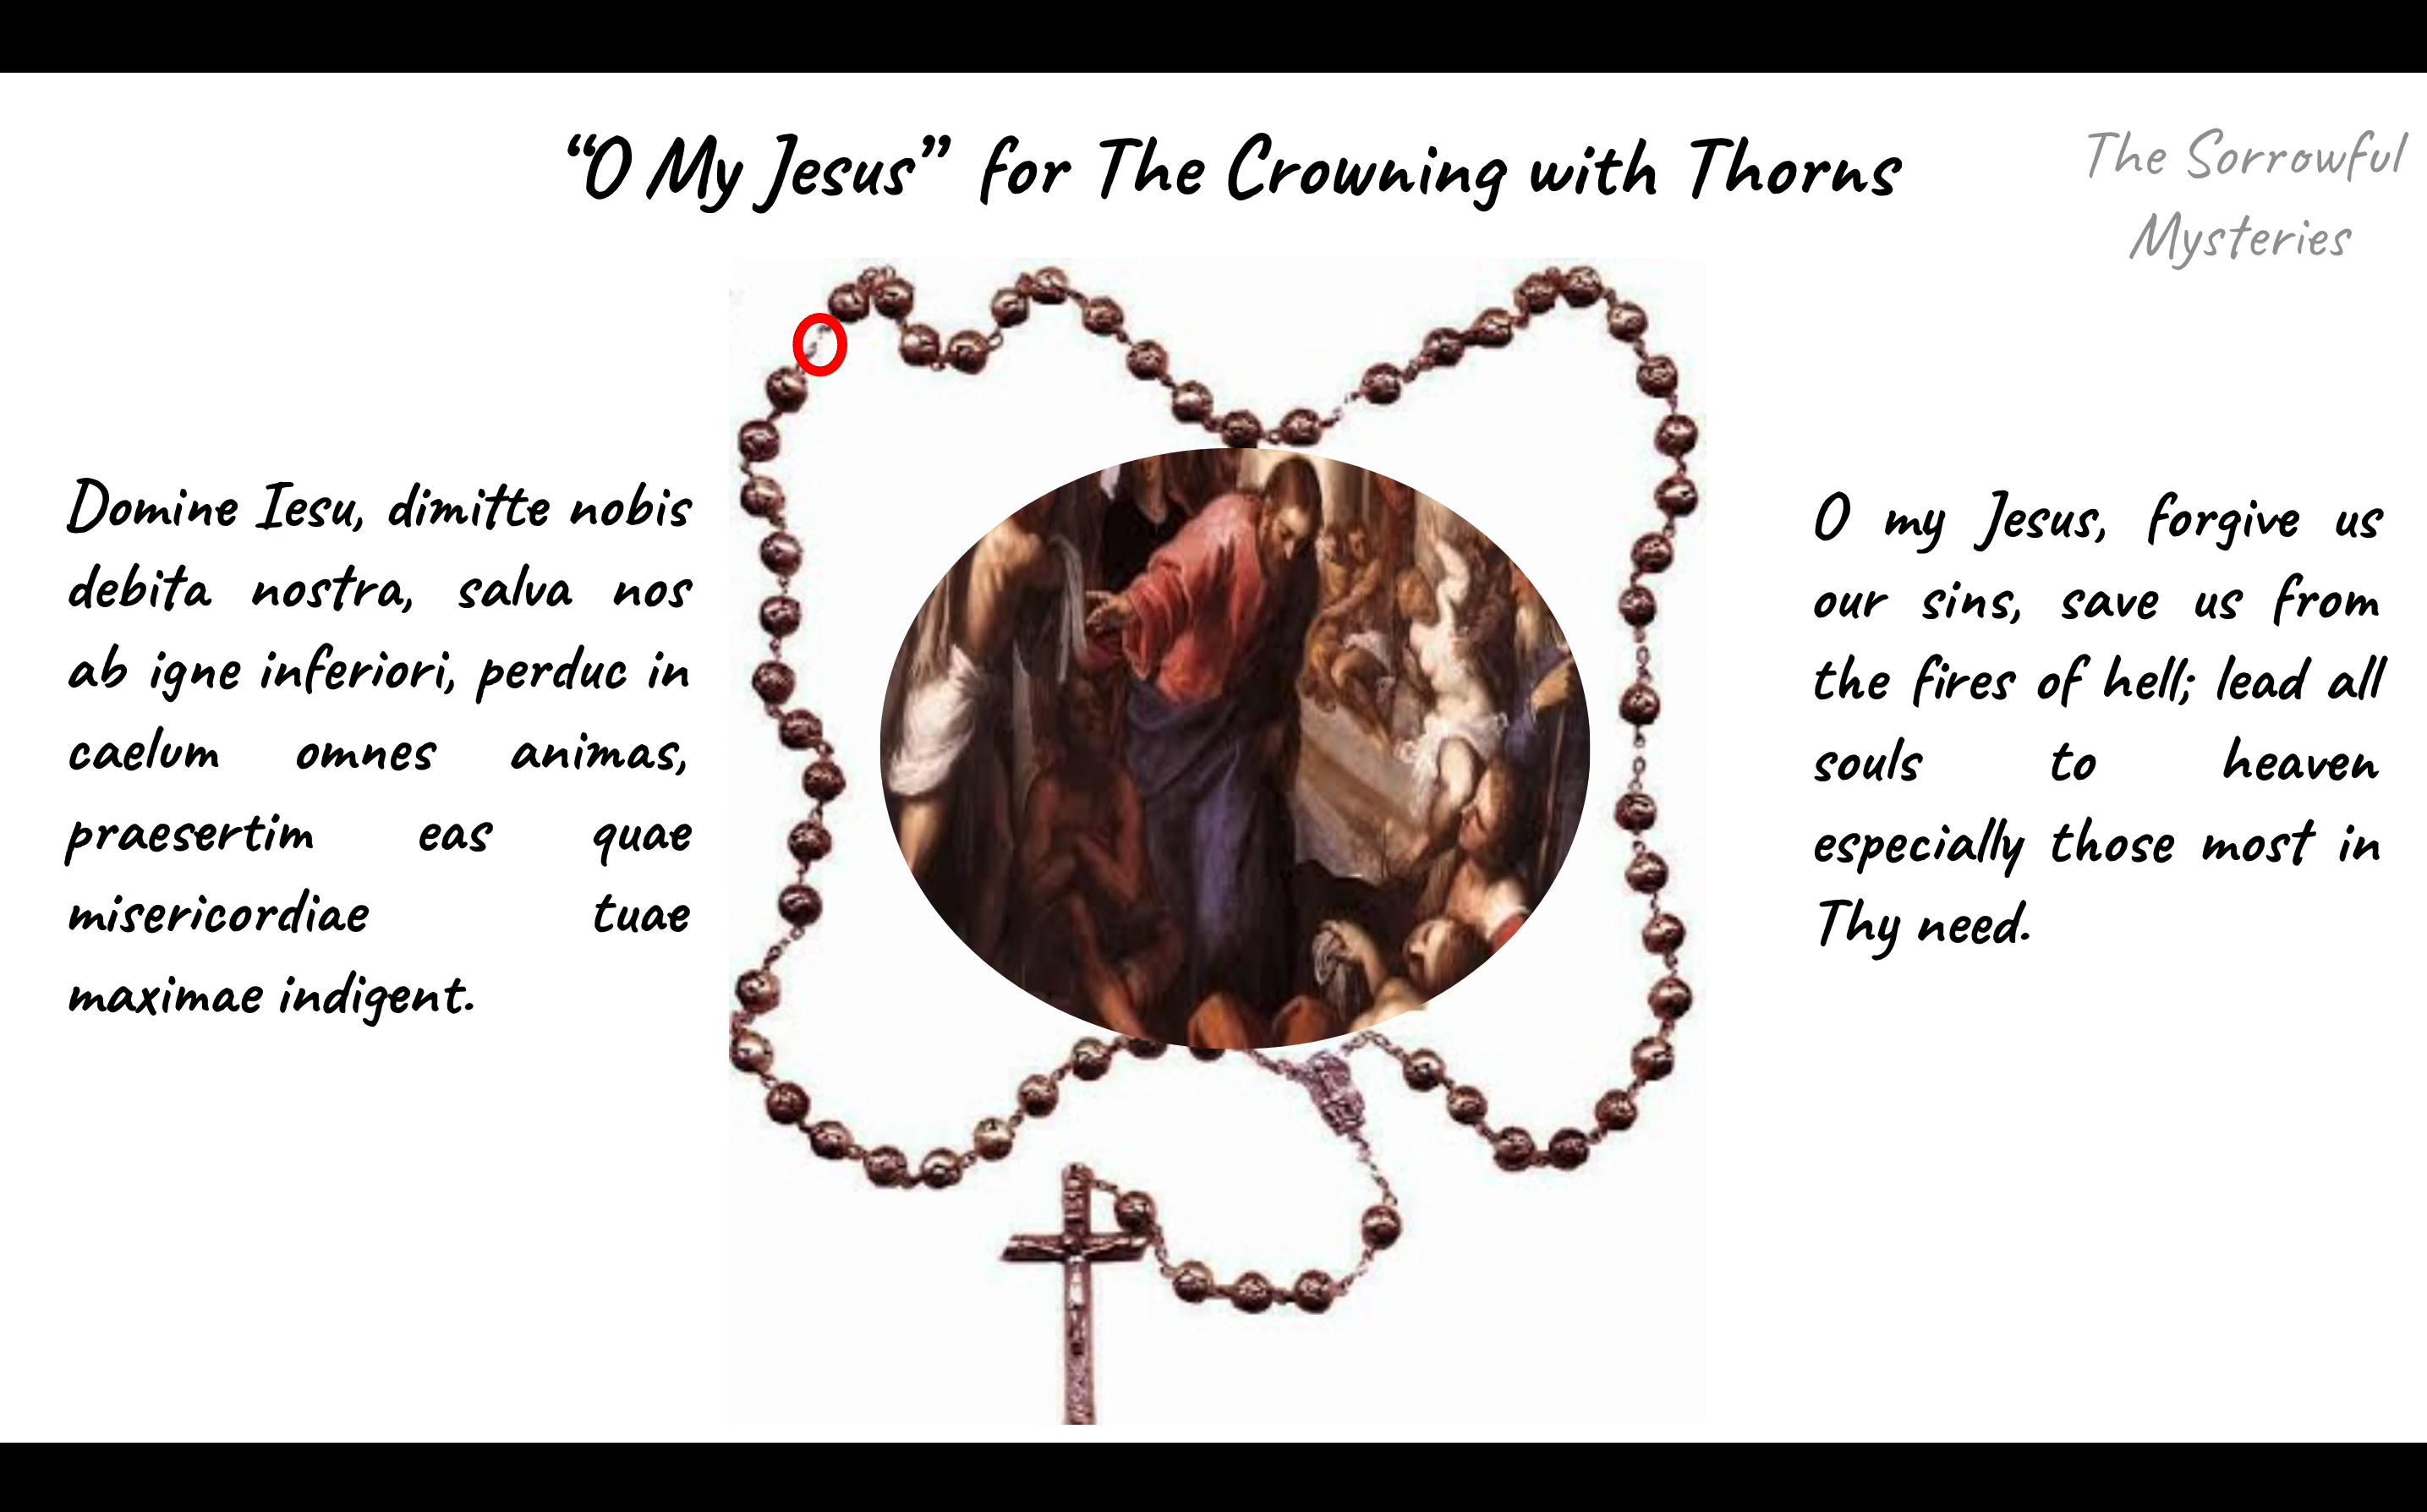 “O My Jesus” for The Crowning with Thorns
The Sorrowful
Mysteries
Domine Iesu, dimitte nobis
debita nostra, salva nos
ab igne inferiori, perduc in
caelum omnes animas,
praesertim eas quae
misericordiae tuae
maximae indigent.
O my Jesus, forgive us
our sins, save us from
the fires of hell; lead all
souls to heaven
especially those most in
Thy need.